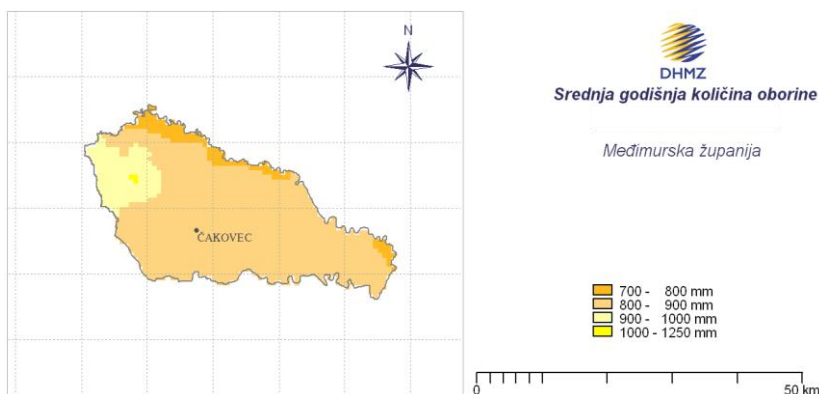 N
DHMZ
Srednja godišnja količina oborine
Međimurska županija
ČAKOVEC
700 - 800 mm
800 - 900 mm
900 - 1000 mm
1000 - 1250 mm
0 50 km